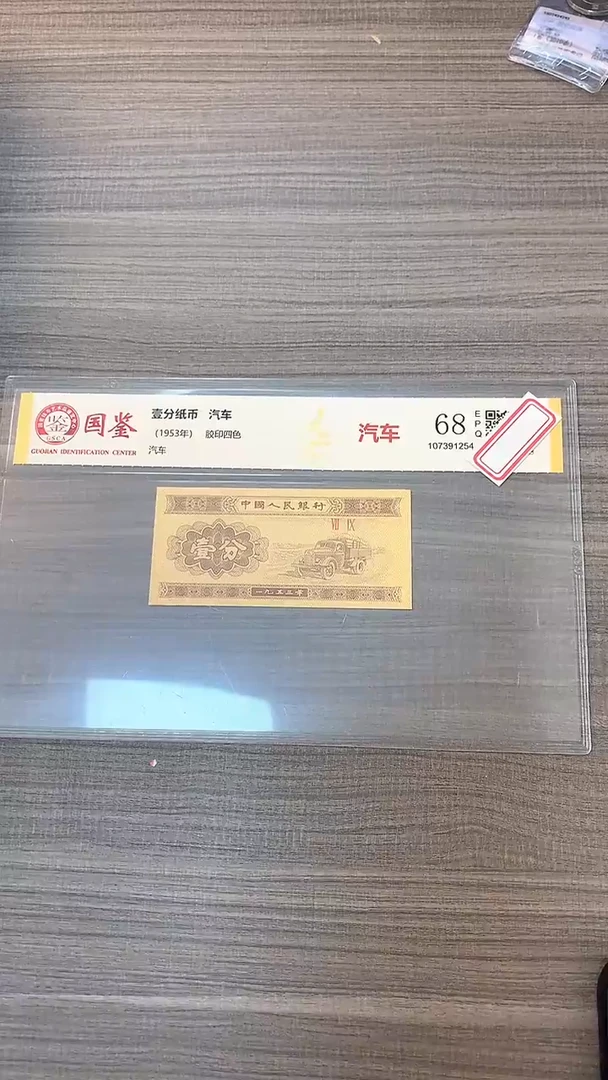 国鉴
GSCA
GUOJIAN IDENTIFICATION CENTER
壹分纸币 汽车
(1953年) 胶印四色
汽车
汽车
68
EPQ
107391254
中國人民銀行
VII IX
壹分
一九五三年